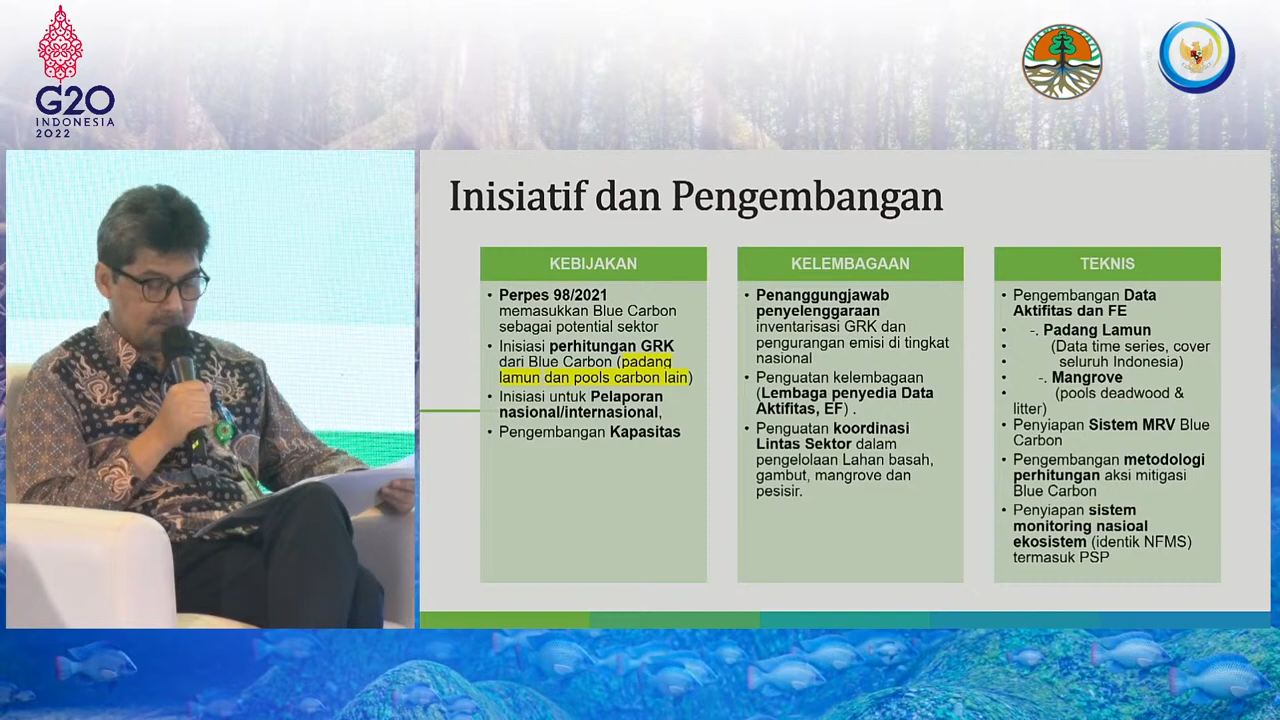 G20
INDONESIA
2022
Inisiatif dan Pengembangan
KEBIJAKAN
• Perpes 98/2021
memasukkan Blue Carbon
sebagai potential sektor
• Inisiasi perhitungan GRK
dari Blue Carbon (padang
lamun dan pools carbon lain)
• Inisiasi untuk Pelaporan
nasional/internasional,
• Pengembangan Kapasitas
KELEMBAGAAN
• Penanggungjawab
penyelenggaraan
inventarisasi GRK dan
pengurangan emisi di tingkat
nasional
• Penguatan kelembagaan
(Lembaga penyedia Data
Aktifitas, EF) .
• Penguatan koordinasi
Lintas Sektor dalam
pengelolaan Lahan basah,
gambut, mangrove dan
pesisir.
TEKNIS
• Pengembangan Data
Aktifitas dan FE
• -. Padang Lamun
• (Data time series, cover
• seluruh Indonesia)
• -. Mangrove
• (pools deadwood &
litter)
• Penyiapan Sistem MRV Blue
Carbon
• Pengembangan metodologi
perhitungan aksi mitigasi
Blue Carbon
• Penyiapan sistem
monitoring nasioal
ekosistem (identik NFMS)
termasuk PSP